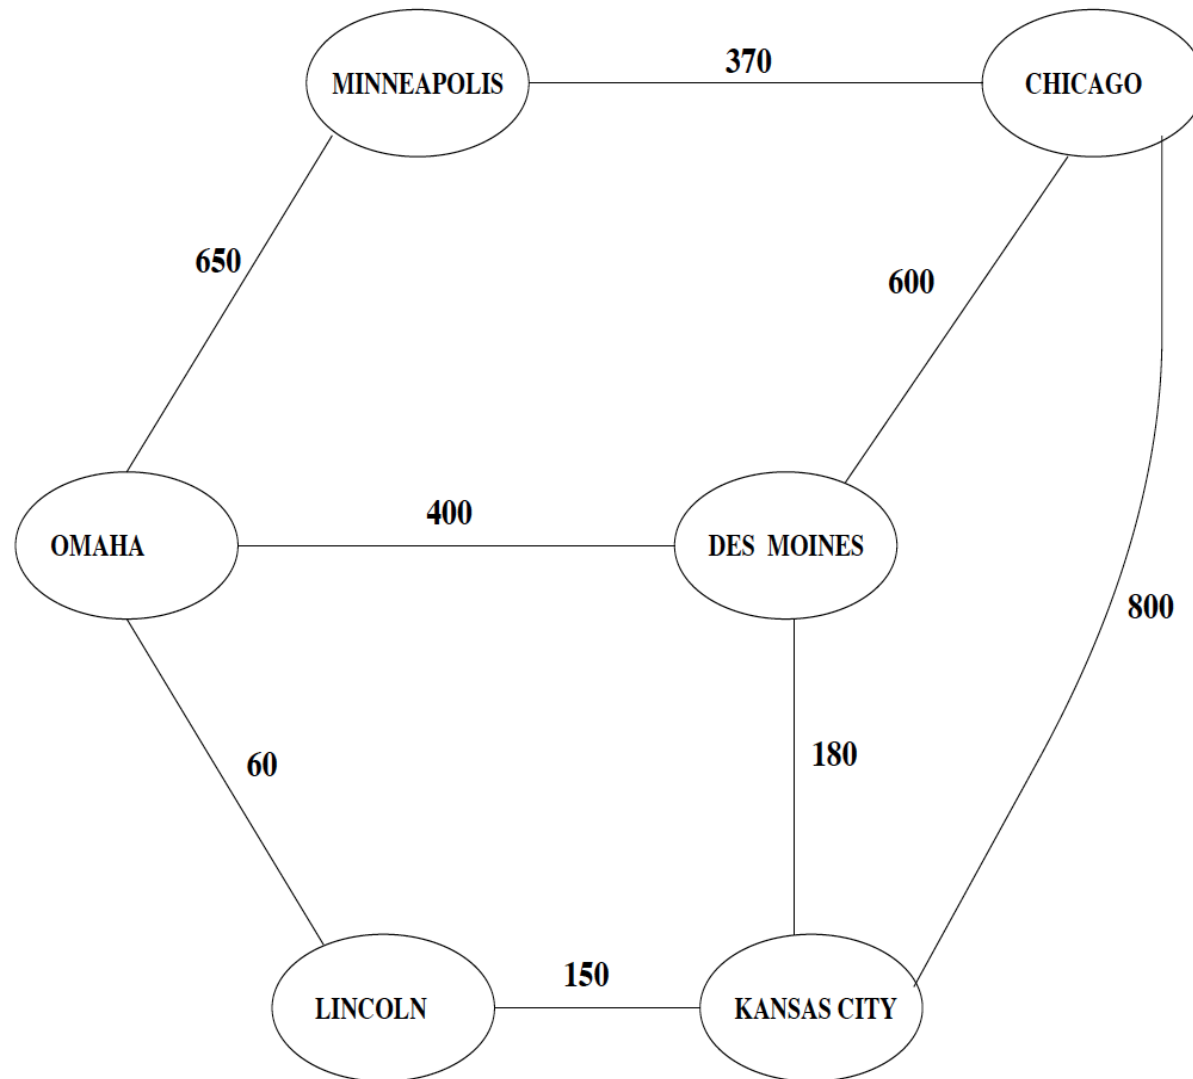 370
MINNEAPOLIS
CHICAGO
650
600
400
OMAHA
DES MOINES
800
60
180
150
LINCOLN
KANSAS CITY